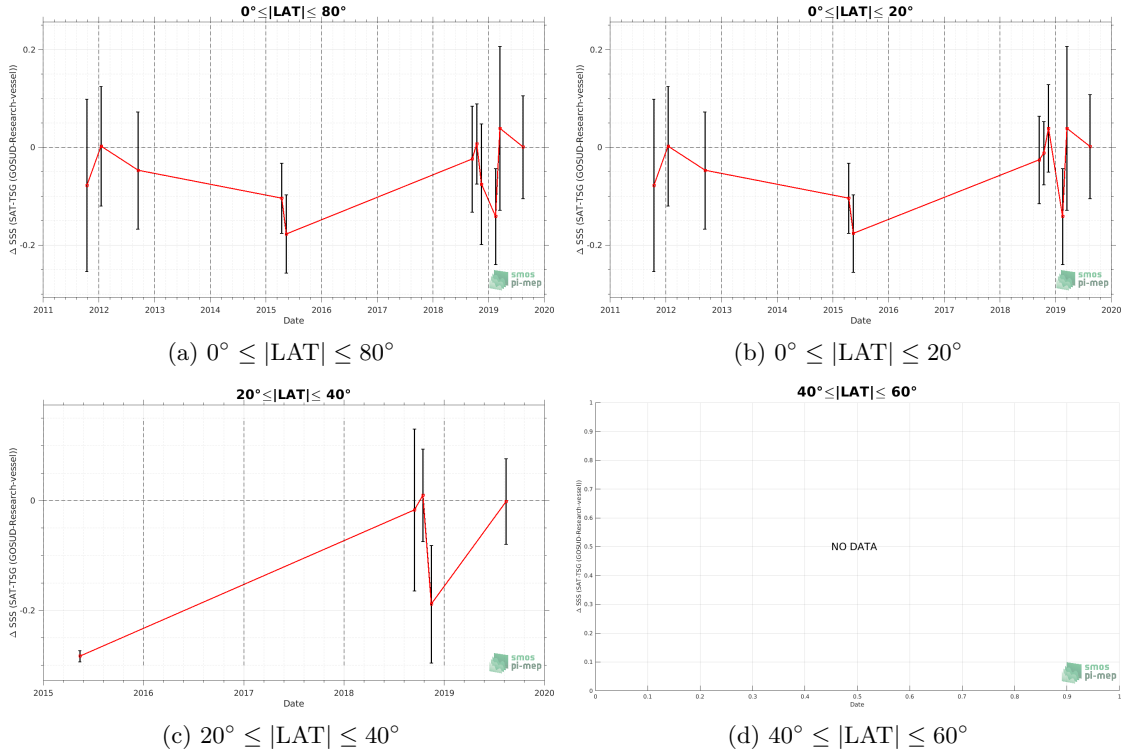 0°≤|LAT|≤ 80°
Δ SSS (SAT-TSG (GOSUD-Research-vessel))
0.2
0
-0.2
2011 2012 2013 2014 2015 2016 2017 2018 2019 2020
Date
smos
pi-mep
(a) 0° ≤ |LAT| ≤ 80°
0°≤|LAT|≤ 20°
Δ SSS (SAT-TSG (GOSUD-Research-vessel))
0.2
0
-0.2
2011 2012 2013 2014 2015 2016 2017 2018 2019 2020
Date
smos
pi-mep
(b) 0° ≤ |LAT| ≤ 20°
20°≤|LAT|≤ 40°
Δ SSS (SAT-TSG (GOSUD-Research-vessel))
0
-0.2
2015 2016 2017 2018 2019 2020
Date
smos
pi-mep
(c) 20° ≤ |LAT| ≤ 40°
40°≤|LAT|≤ 60°
Δ SSS (SAT-TSG (GOSUD-Research-vessel))
1
0.9
0.8
0.7
0.6
0.5
0.4
0.3
0.2
0.1
0
NO DATA
0 0.1 0.2 0.3 0.4 0.5 0.6 0.7 0.8 0.9 1
Date
smos
pi-mep
(d) 40° ≤ |LAT| ≤ 60°